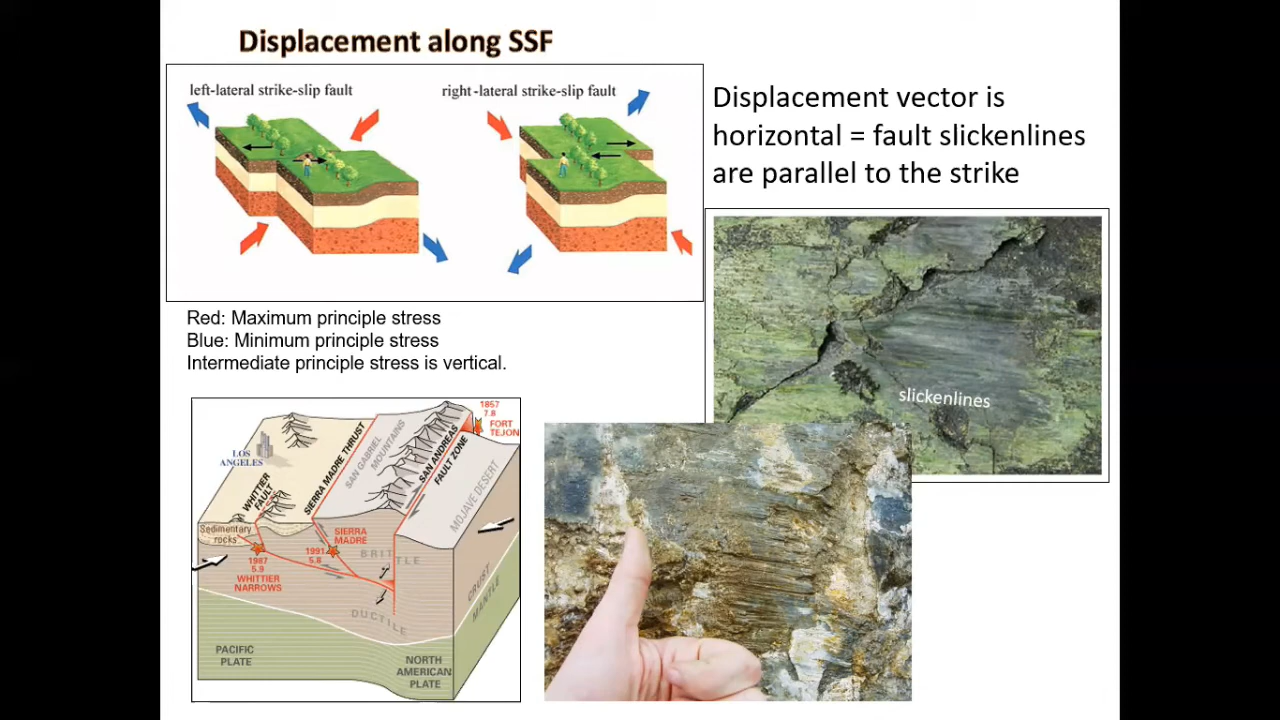 Displacement along SSF
left-lateral strike-slip fault
right-lateral strike-slip fault
Displacement vector is
horizontal = fault slickenlines
are parallel to the strike
Red: Maximum principle stress
Blue: Minimum principle stress
Intermediate principle stress is vertical.
slickenlines
1857
7.8
FORT
TEJON
LOS
ANGELES
SIERRA MADRE THRUST
SAN GABRIEL
MOUNTAINS
SAN ANDREAS
FAULT ZONE
MOJAVE DESERT
WHITTIER
FAULT
Sedimentary
rocks
SIERRA
MADRE
1991
5.8
BRITTLE
1987
5.9
WHITTIER
NARROWS
DUCTILE
CRUST
MANTLE
PACIFIC
PLATE
NORTH
AMERICAN
PLATE